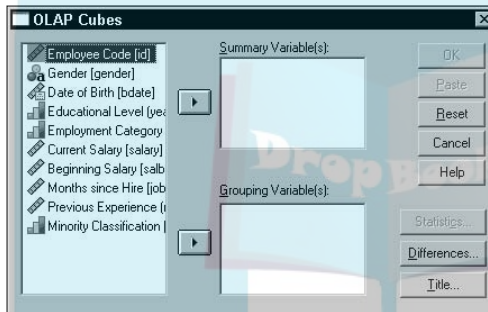 OLAP Cubes
Employee Code [id]
Gender [gender]
Date of Birth [bdate]
Educational Level (yea
Employment Category
Current Salary [salary]
Beginning Salary [salb
Months since Hire [job
Previous Experience (
Minority Classification [
Summary Variable(s):
Grouping Variable(s):
OK
Paste
Reset
Cancel
Help
Statistics...
Differences...
Title...
DropBoo